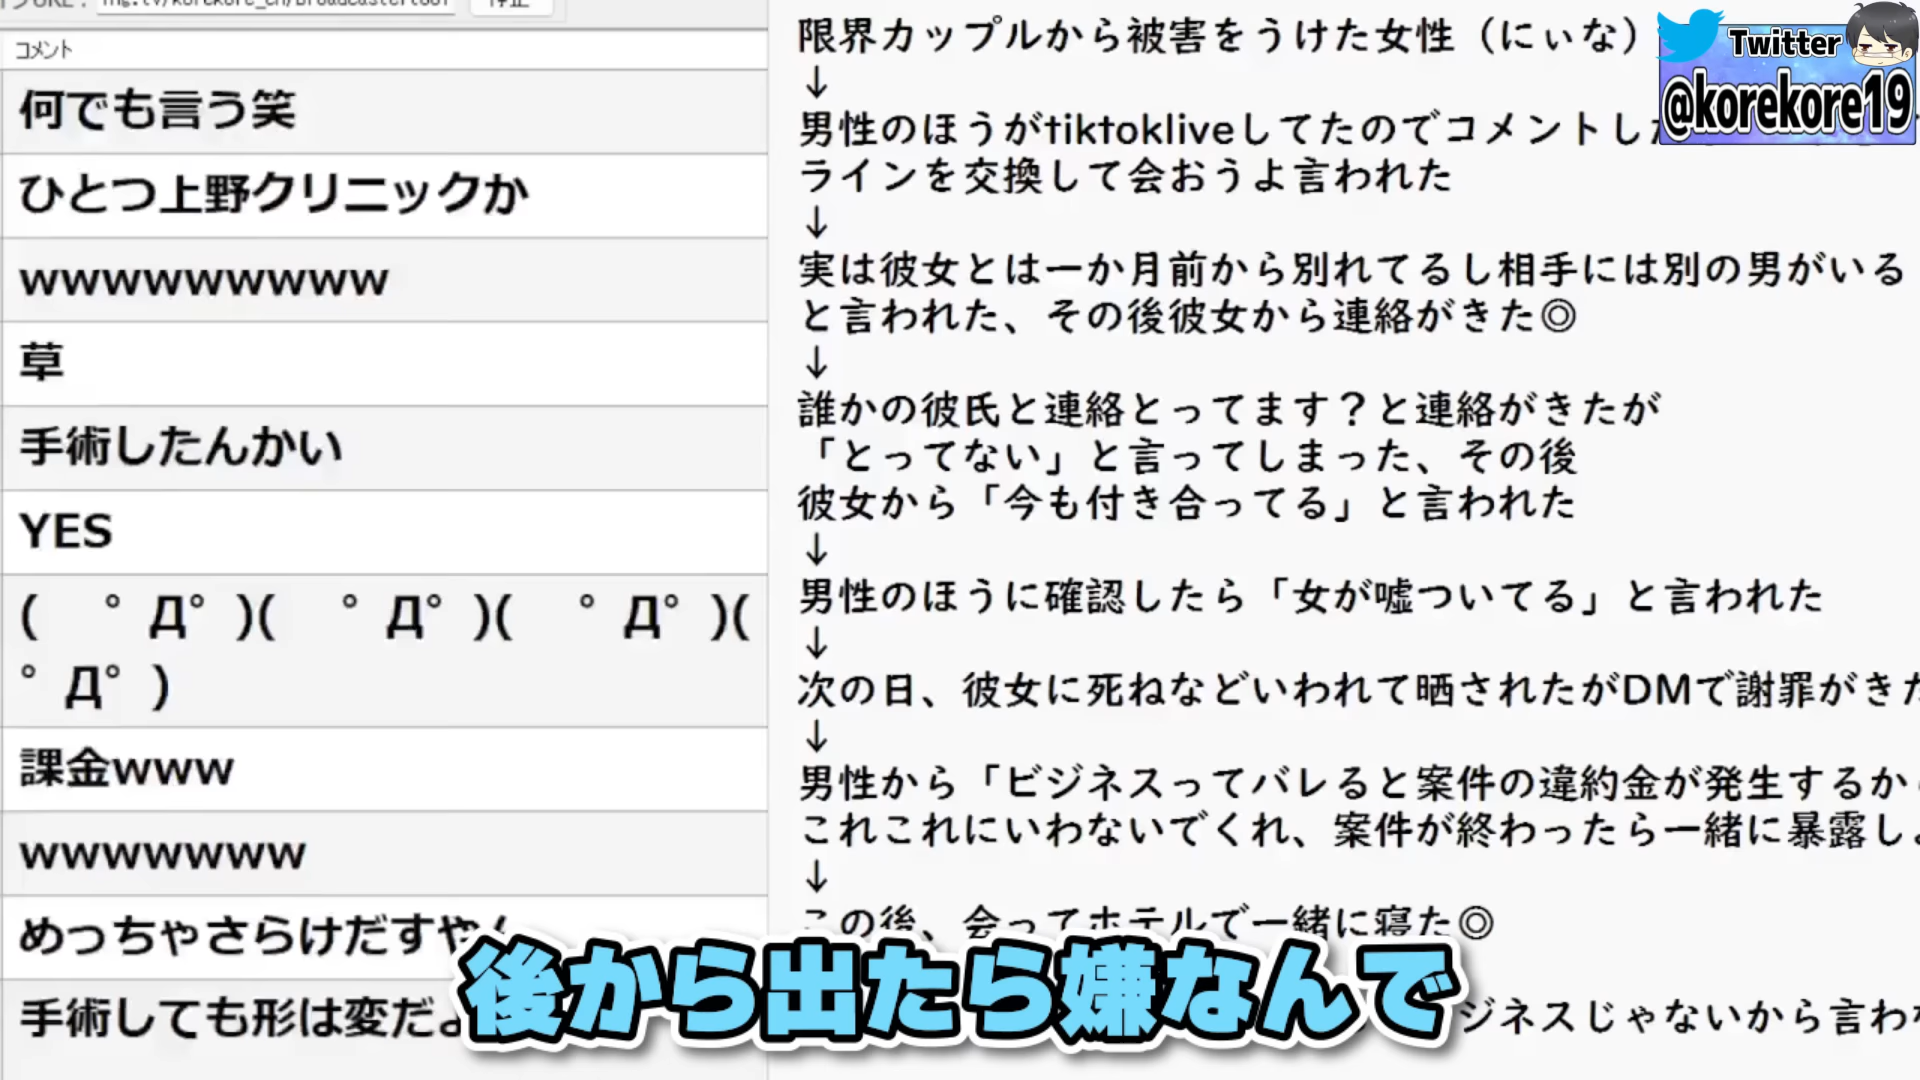 コメント
何でも言う笑
ひとつ上野クリニックか
wwwwwwwww
草
手術したんかい
YES
( ゜Д゜)( ゜Д゜)( ゜Д゜)(
゜Д゜)
課金www
wwwwwww
めっちゃさらけだすやん
手術しても形は変だよ
限界カップルから被害をうけた女性（にぃな）
↓
男性のほうがtiktokliveしてたのでコメントした
ラインを交換して会おうよ言われた
↓
実は彼女とは一か月前から別れてるし相手には別の男がいる
と言われた、その後彼女から連絡がきた◎
↓
誰かの彼氏と連絡とってます？と連絡がきたが
「とってない」と言ってしまった、その後
彼女から「今も付き合ってる」と言われた
↓
男性のほうに確認したら「女が嘘ついてる」と言われた
↓
次の日、彼女に死ねなどいわれて晒されたがDMで謝罪がきた
↓
男性から「ビジネスってバレると案件の違約金が発生するから
これこれにいわないでくれ、案件が終わったら一緒に暴露し
↓
この後、会ってホテルで一緒に寝た◎
ジネスじゃないから言わ
Twitter
@korekore19
後から出たら嫌なんで